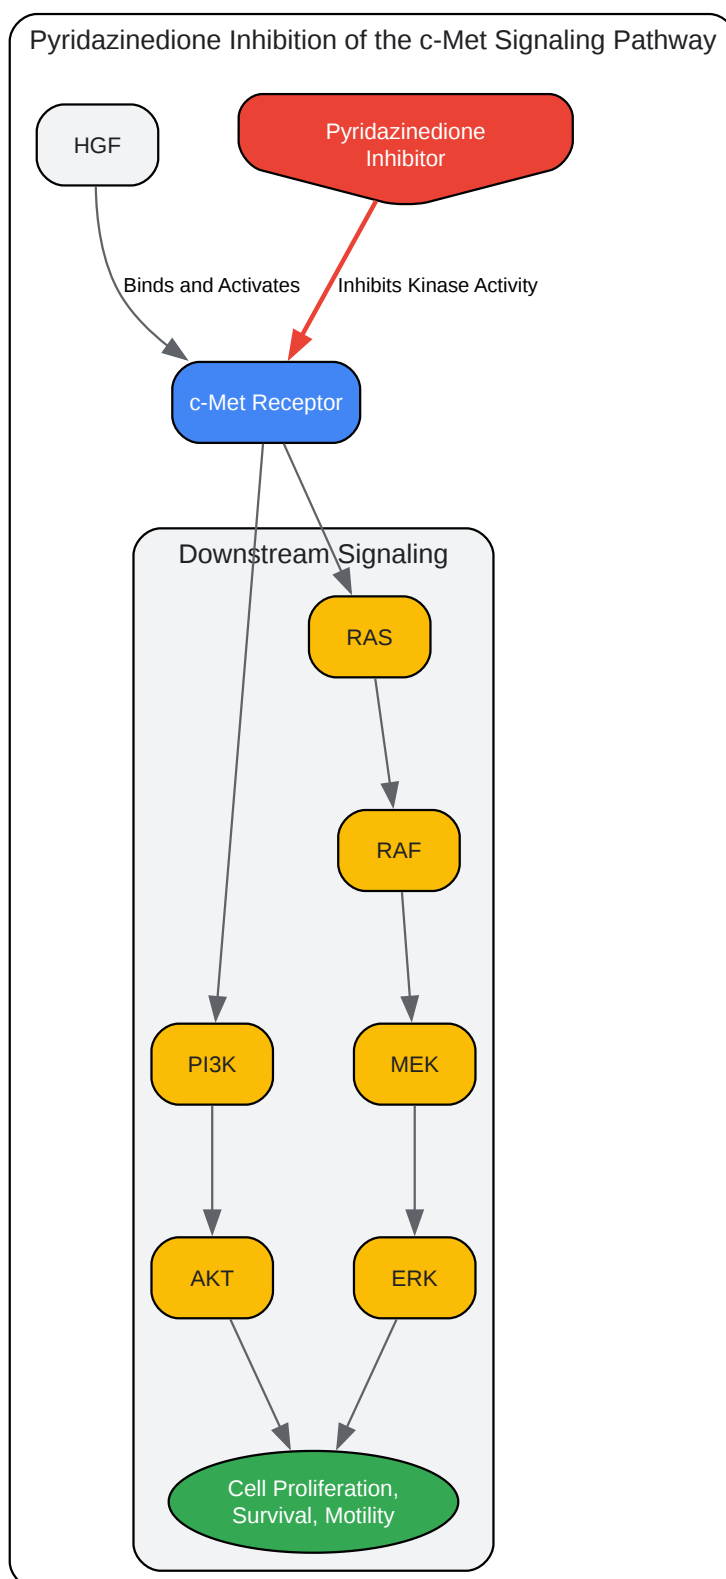 Pyridazinedione Inhibition of the c-Met Signaling Pathway
HGF
Pyridazinedione
Inhibitor
Binds and Activates
Inhibits Kinase Activity
c-Met Receptor
Downstream Signaling
RAS
RAF
PI3K
MEK
AKT
ERK
Cell Proliferation,
Survival, Motility